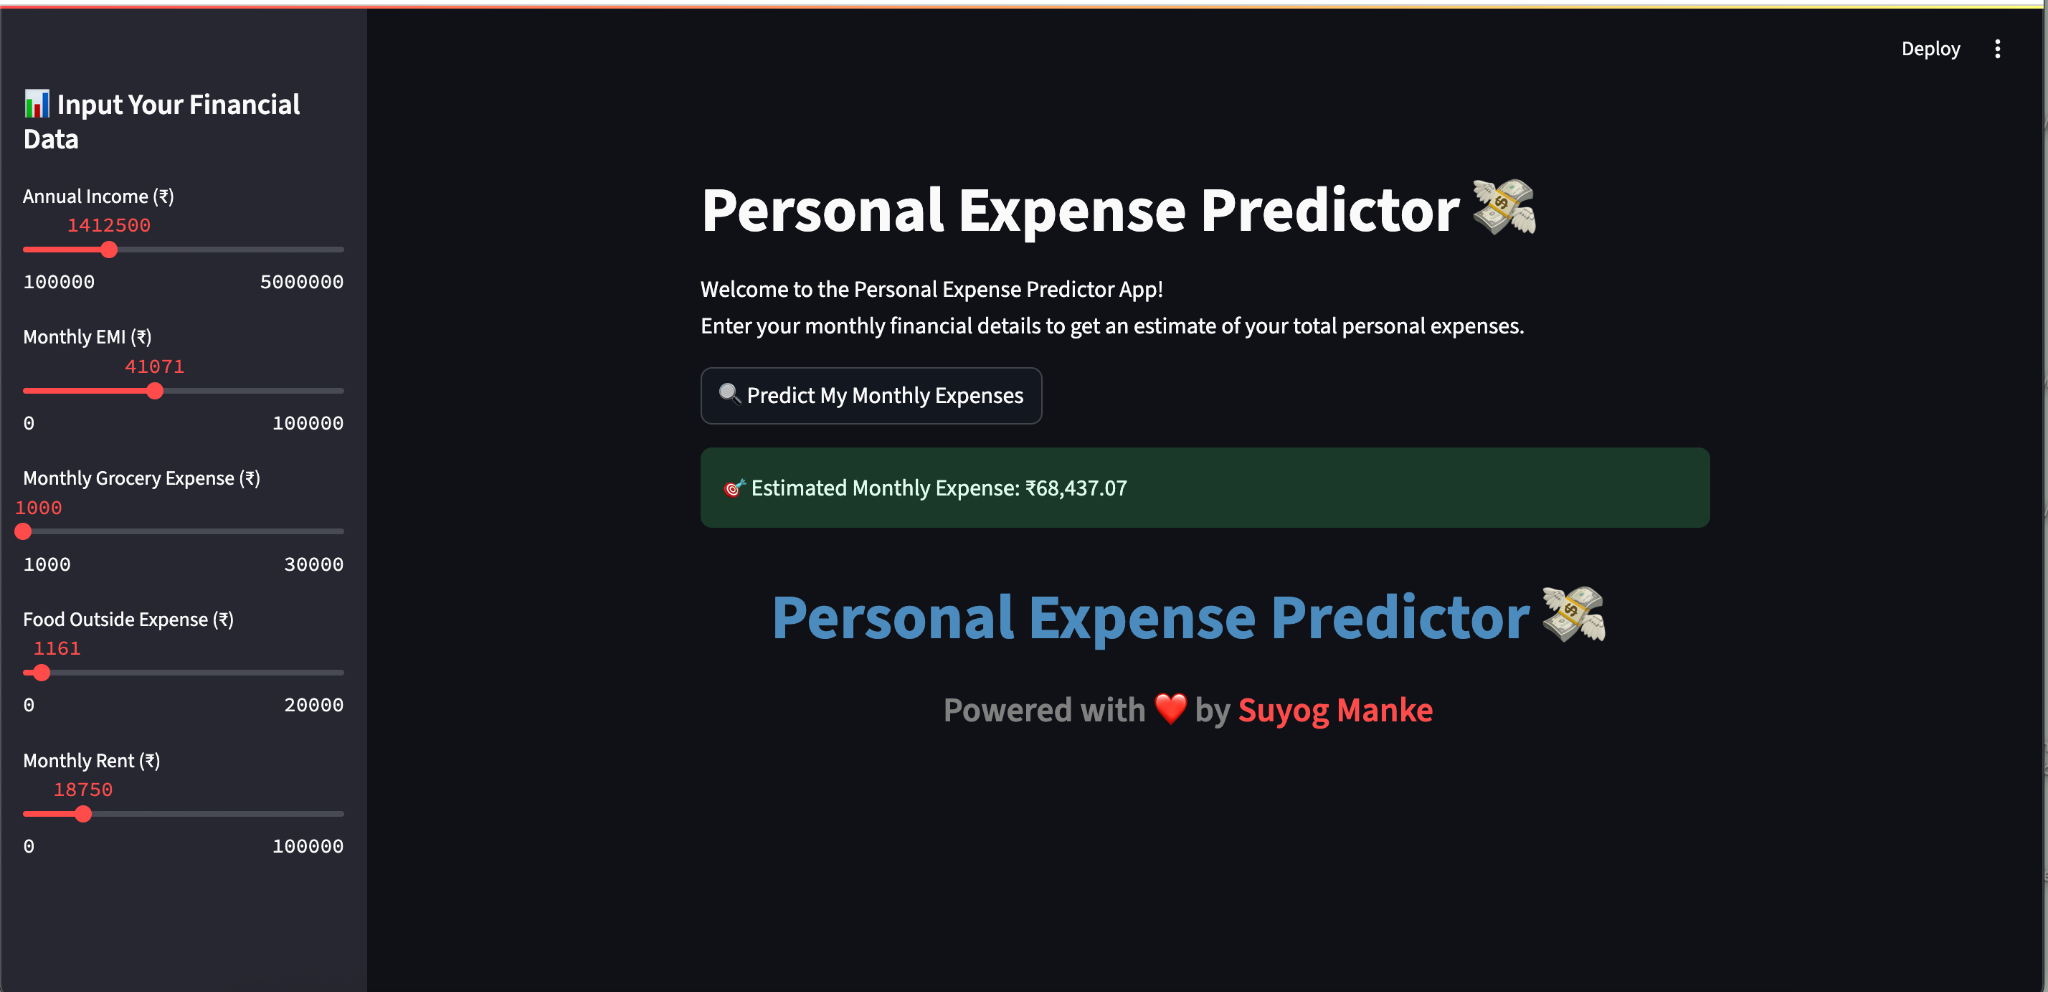 Deploy
📊 Input Your Financial
Data
Annual Income (₹)
1412500
100000 5000000
Monthly EMI (₹)
41071
0 100000
Monthly Grocery Expense (₹)
1000
1000 30000
Food Outside Expense (₹)
1161
0 20000
Monthly Rent (₹)
18750
0 100000
Personal Expense Predictor 💸
Welcome to the Personal Expense Predictor App!
Enter your monthly financial details to get an estimate of your total personal expenses.
🔍 Predict My Monthly Expenses
🎯 Estimated Monthly Expense: ₹68,437.07
Personal Expense Predictor 💸
Powered with ❤️ by Suyog Manke